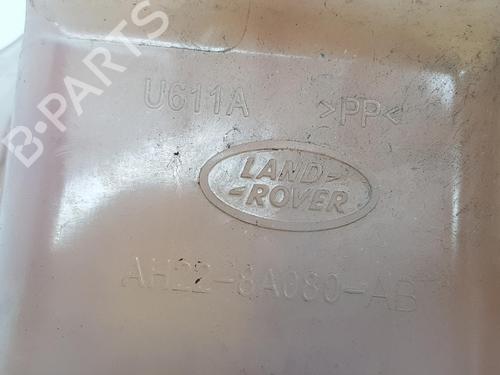 U611A >PP<
LAND-
-ROVER
AH22-8A080-AB
B-PARTS